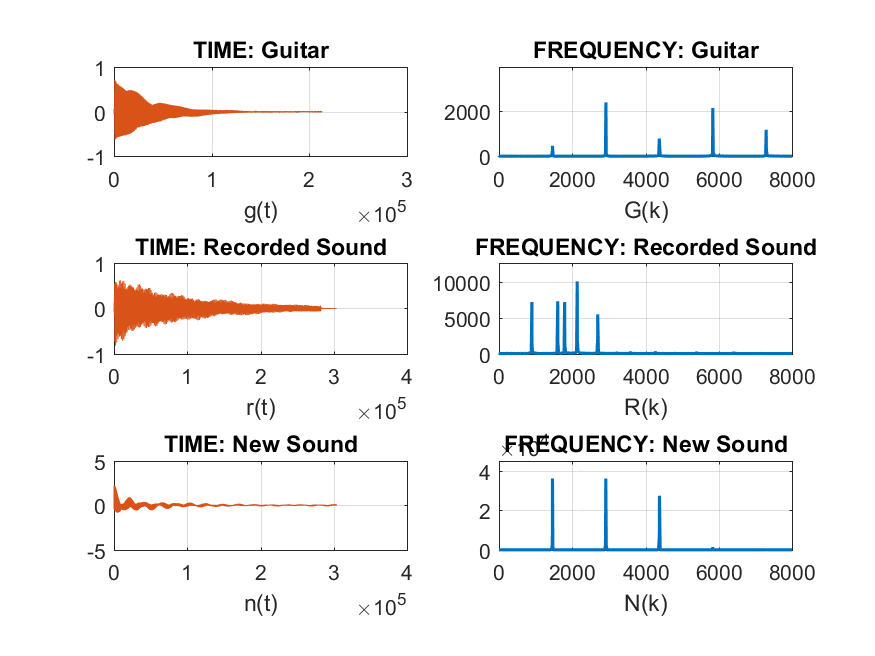 TIME: Guitar
1
0
-1
0 1 2 3
×10^5
g(t)
FREQUENCY: Guitar
2000
0
0 2000 4000 6000 8000
G(k)
TIME: Recorded Sound
1
0
-1
0 1 2 3 4
×10^5
r(t)
FREQUENCY: Recorded Sound
10000
5000
0
0 2000 4000 6000 8000
R(k)
TIME: New Sound
5
0
-5
0 1 2 3 4
×10^5
n(t)
FREQUENCY: New Sound
×10^4
4
2
0
0 2000 4000 6000 8000
N(k)